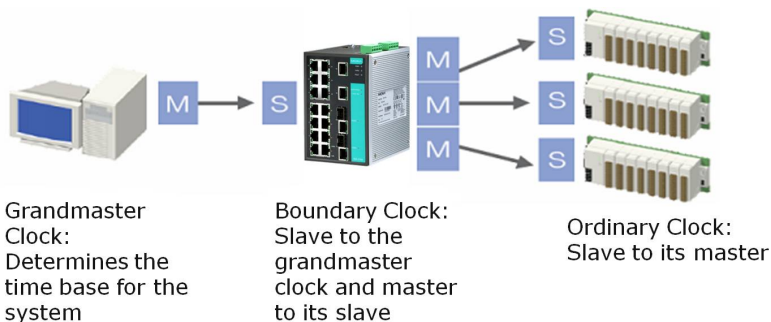 M
S
M
M
M
S
S
S
Grandmaster
Clock:
Determines the
time base for the
system
Boundary Clock:
Slave to the
grandmaster
clock and master
to its slave
Ordinary Clock:
Slave to its master